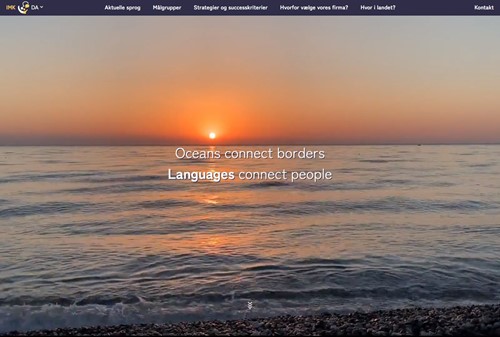 IMK DA
Aktuelle sprog Målgrupper Strategier og successkriterier Hvorfor vælge vores firma? Hvor i landet? Kontakt
Oceans connect borders
Languages connect people